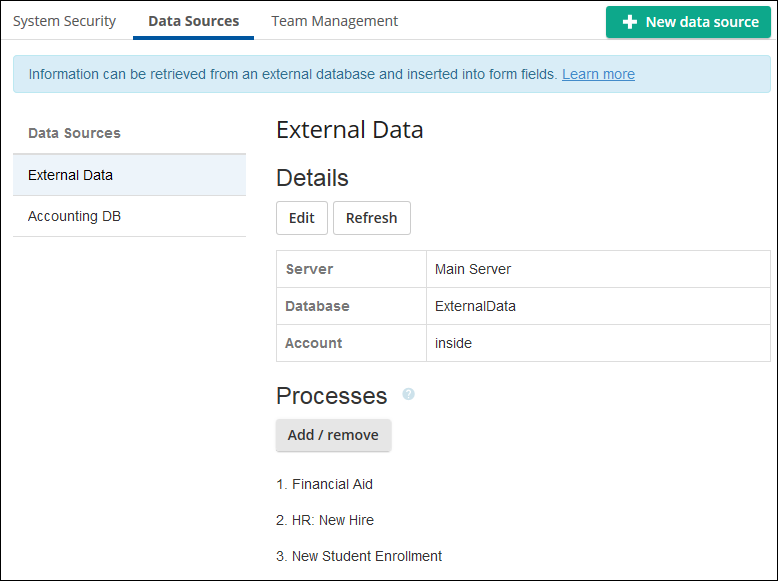 System Security Data Sources Team Management + New data source
Information can be retrieved from an external database and inserted into form fields. Learn more
Data Sources
External Data
Accounting DB
External Data
Details
Edit Refresh
Server Main Server
Database ExternalData
Account inside
Processes ?
Add / remove
1. Financial Aid
2. HR: New Hire
3. New Student Enrollment